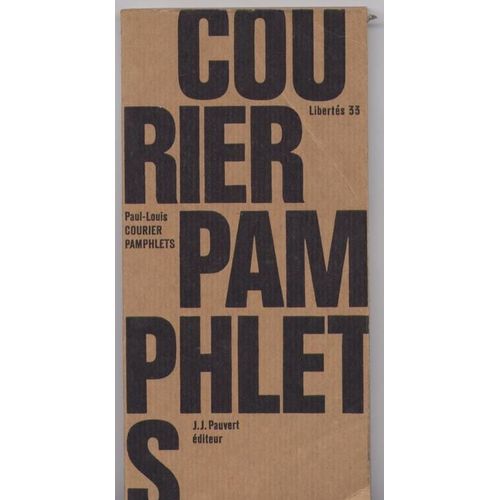 COU
Libertés 33
RIER
Paul-Louis
COURIER
PAMPHLETS
PAM
PHLET
J.J. Pauvert
éditeur
S